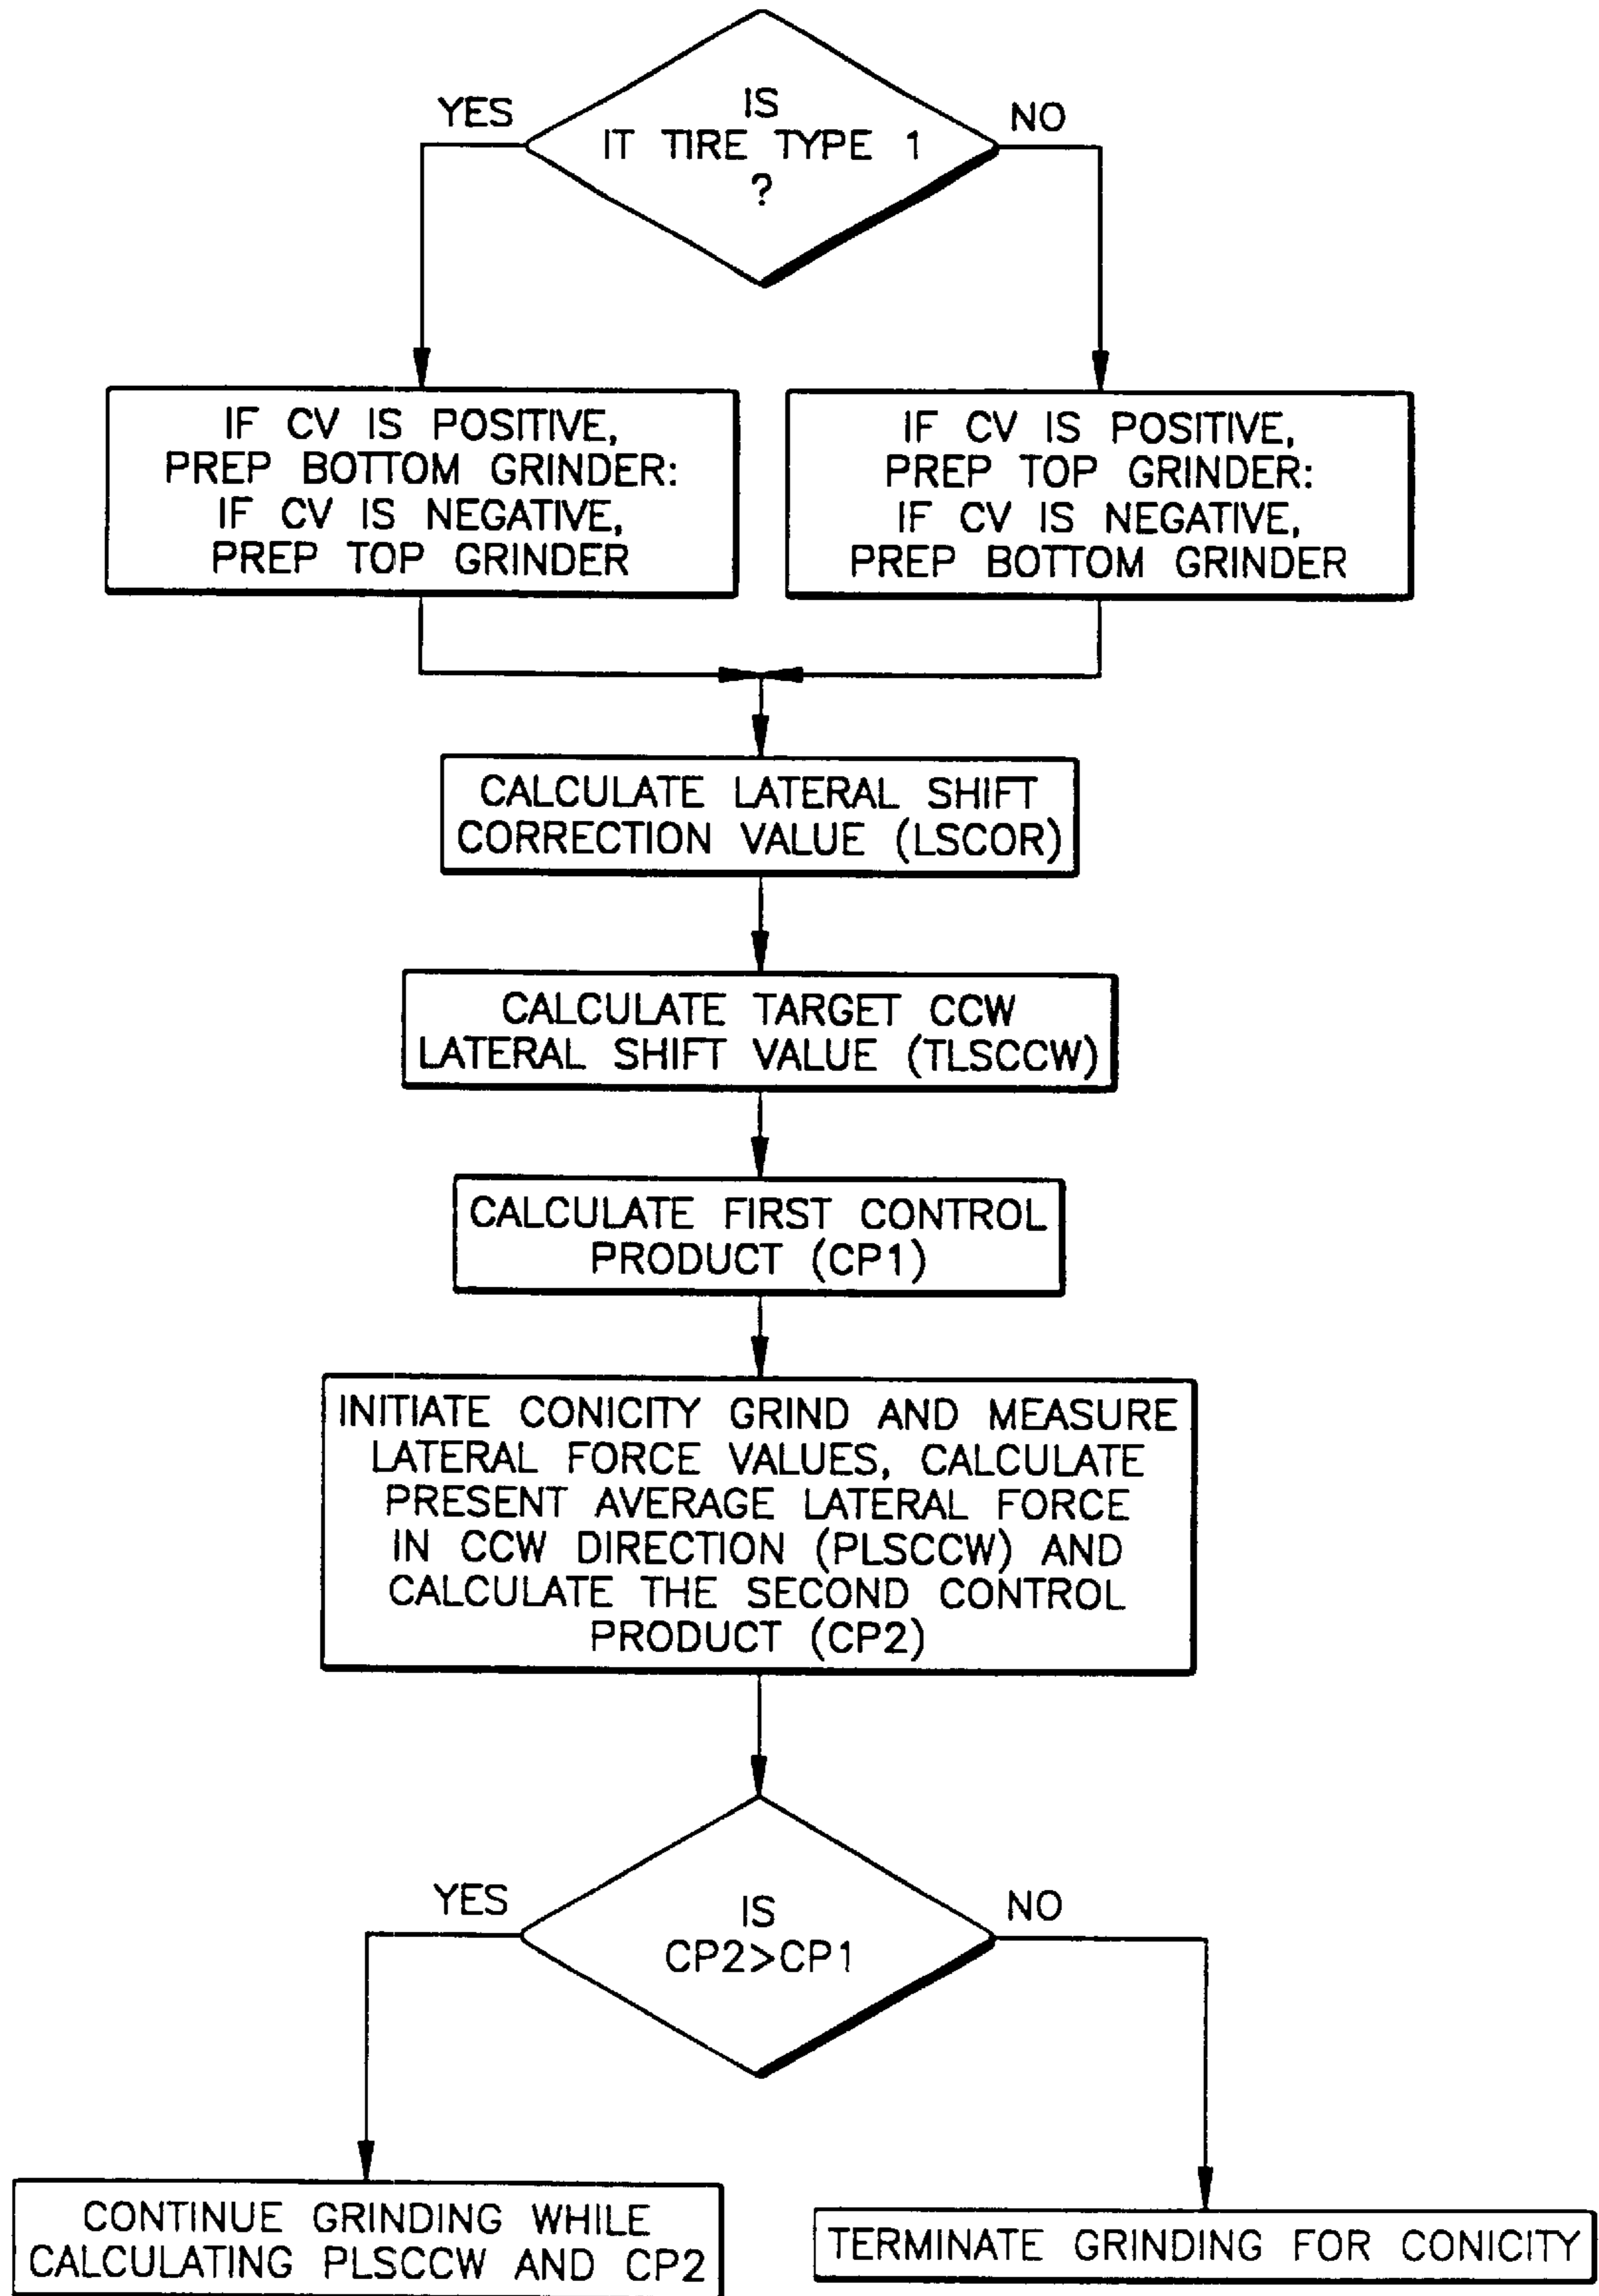 IS
IT TIRE TYPE 1
?
YES
NO
IF CV IS POSITIVE,
PREP BOTTOM GRINDER:
IF CV IS NEGATIVE,
PREP TOP GRINDER
IF CV IS POSITIVE,
PREP TOP GRINDER:
IF CV IS NEGATIVE,
PREP BOTTOM GRINDER
CALCULATE LATERAL SHIFT
CORRECTION VALUE (LSCOR)
CALCULATE TARGET CCW
LATERAL SHIFT VALUE (TLSCCW)
CALCULATE FIRST CONTROL
PRODUCT (CP1)
INITIATE CONICITY GRIND AND MEASURE
LATERAL FORCE VALUES, CALCULATE
PRESENT AVERAGE LATERAL FORCE
IN CCW DIRECTION (PLSCCW) AND
CALCULATE THE SECOND CONTROL
PRODUCT (CP2)
IS
CP2>CP1
YES
NO
CONTINUE GRINDING WHILE
CALCULATING PLSCCW AND CP2
TERMINATE GRINDING FOR CONICITY